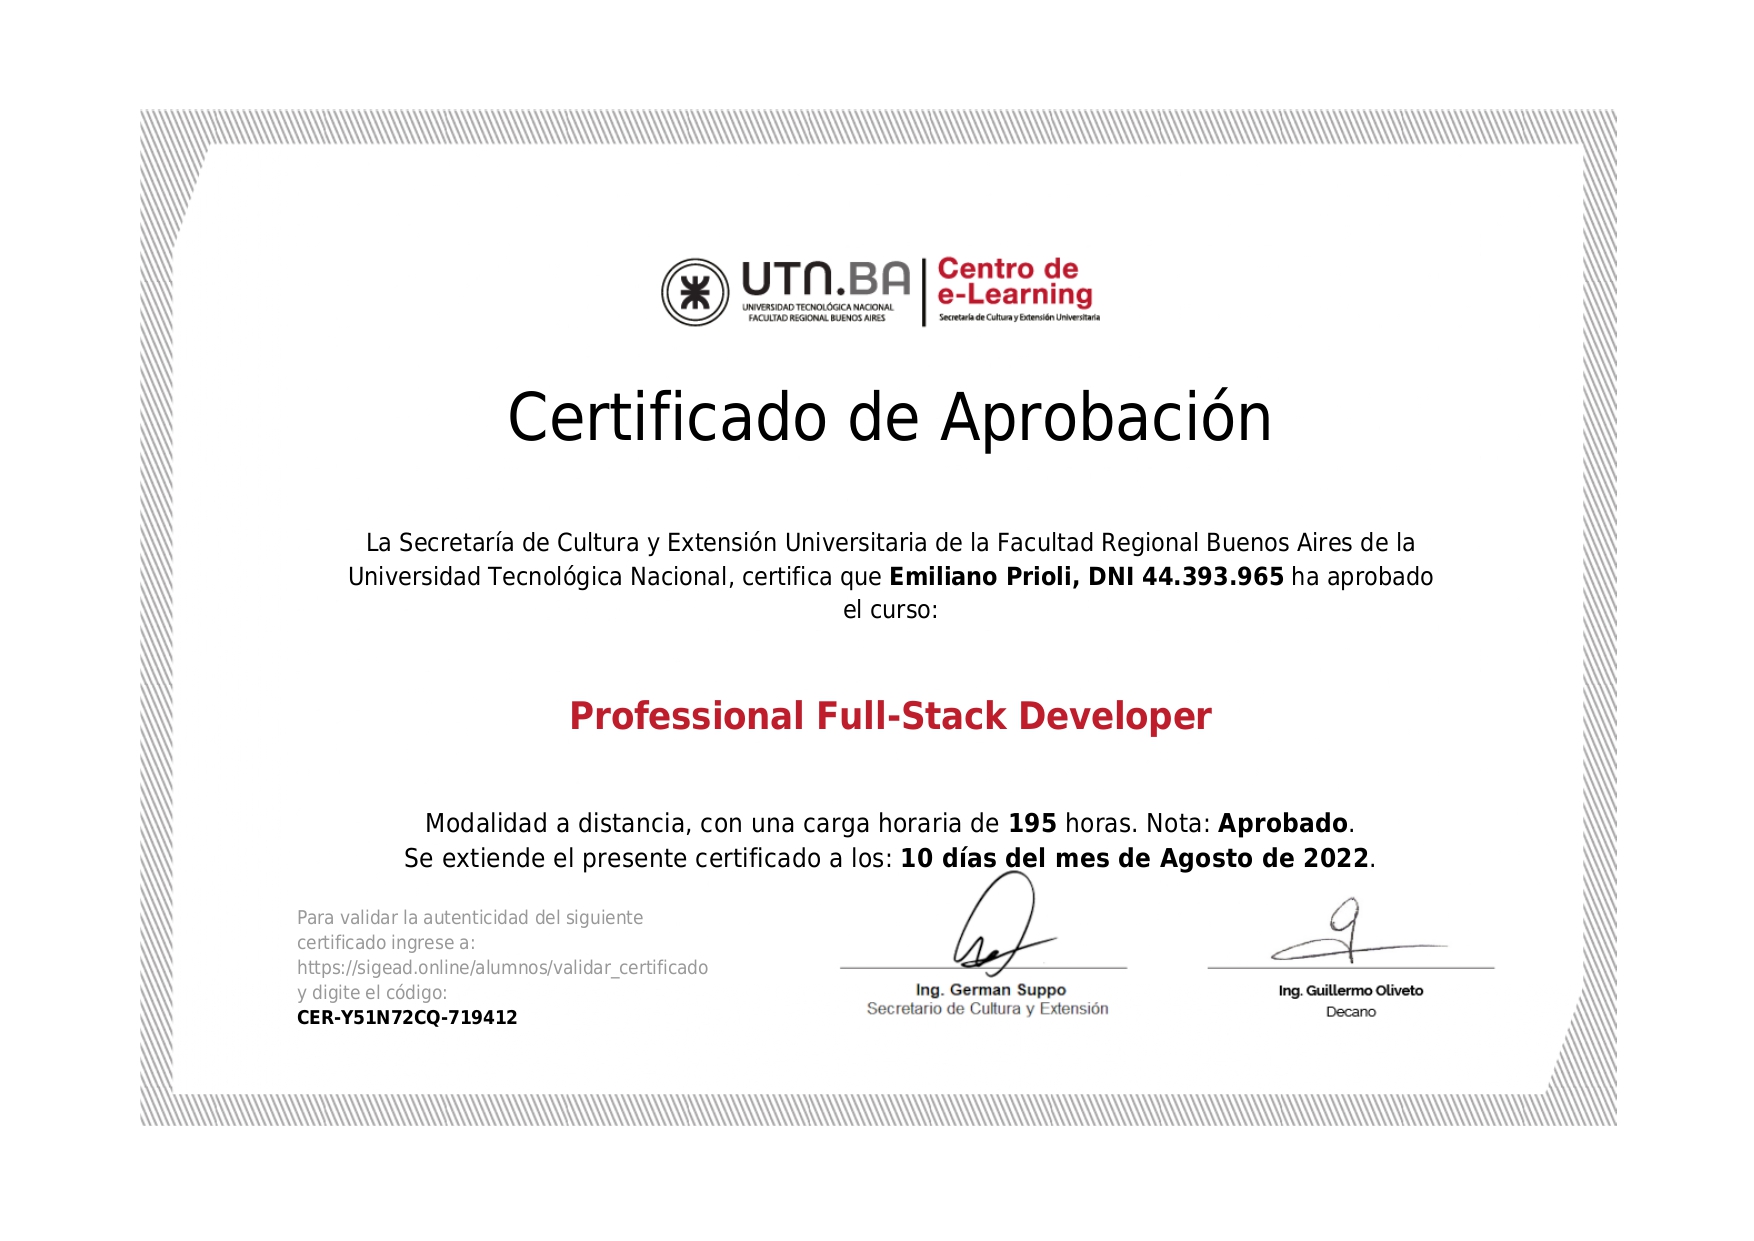 UTN.BA
UNIVERSIDAD TECNOLÓGICA NACIONAL
FACULTAD REGIONAL BUENOS AIRES
Centro de
e-Learning
Secretaría de Cultura y Extensión Universitaria
Certificado de Aprobación
La Secretaría de Cultura y Extensión Universitaria de la Facultad Regional Buenos Aires de la
Universidad Tecnológica Nacional, certifica que Emiliano Prioli, DNI 44.393.965 ha aprobado
el curso:
Professional Full-Stack Developer
Modalidad a distancia, con una carga horaria de 195 horas. Nota: Aprobado.
Se extiende el presente certificado a los: 10 días del mes de Agosto de 2022.
Para validar la autenticidad del siguiente
certificado ingrese a:
https://sigead.online/alumnos/validar_certificado
y digite el código:
CER-Y51N72CQ-719412
Ing. German Suppo
Secretario de Cultura y Extensión
Ing. Guillermo Oliveto
Decano